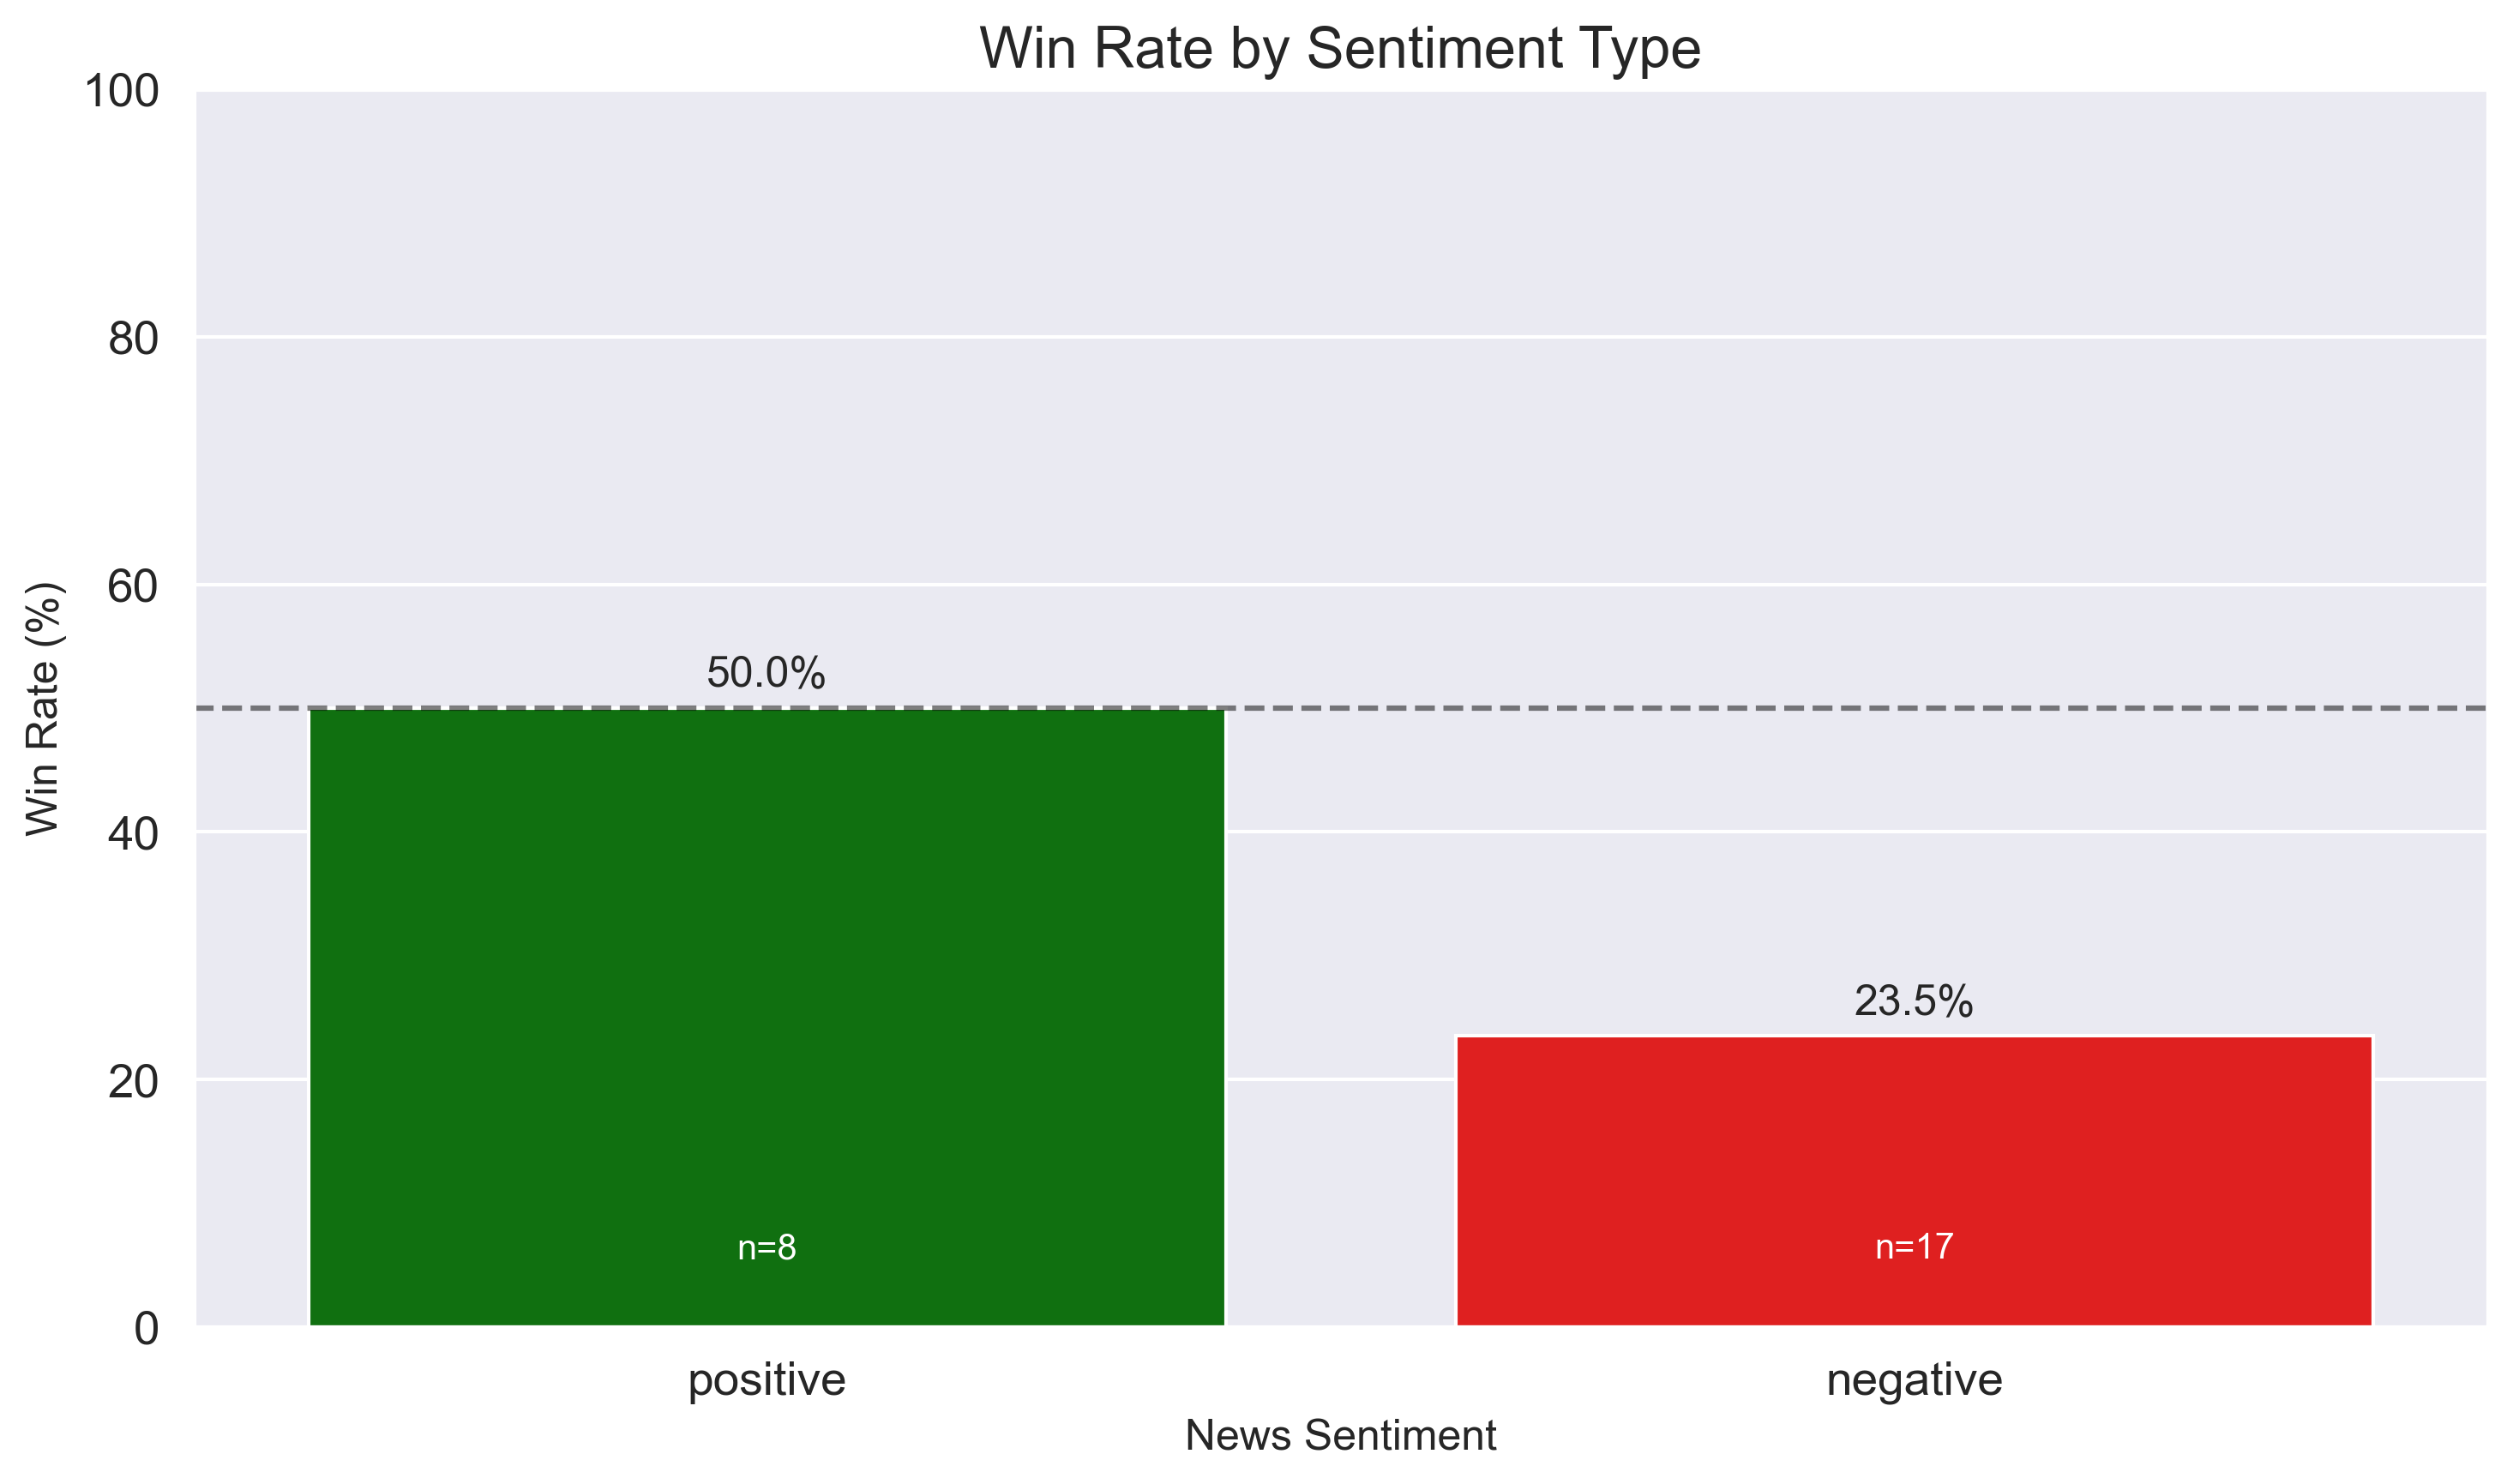 Win Rate by Sentiment Type
100
80
60
40
20
0
Win Rate (%)
50.0%
23.5%
n=8
n=17
positive
negative
News Sentiment